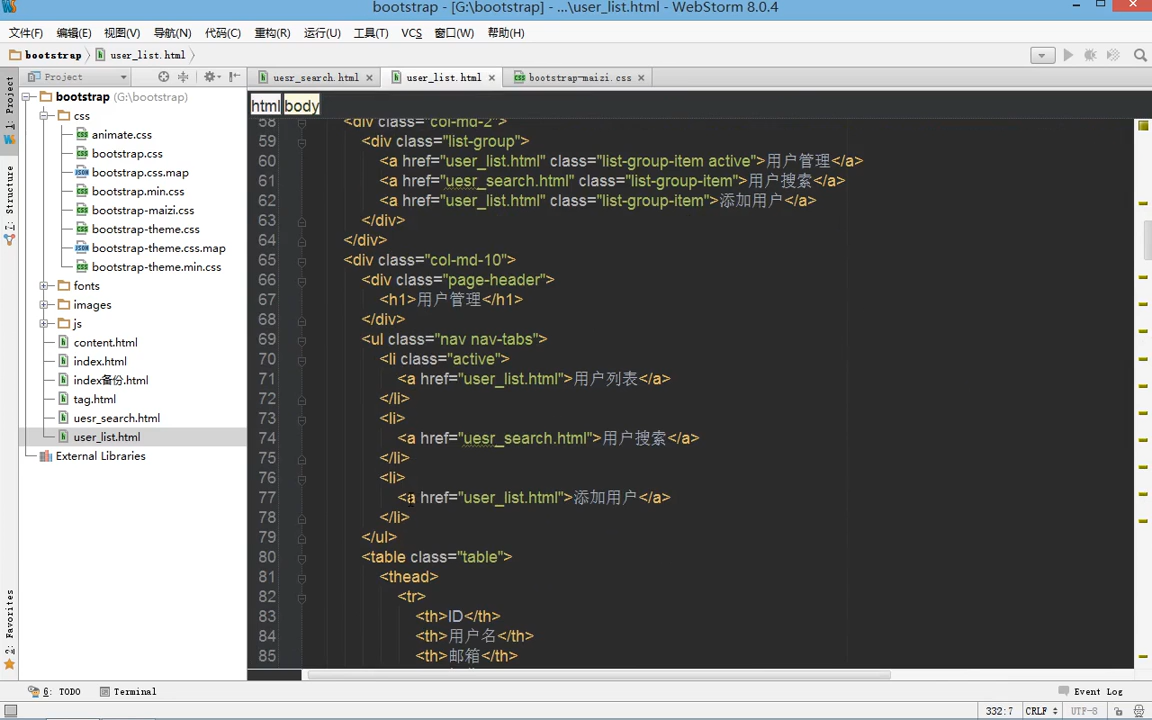 bootstrap - [G:\bootstrap] - ...\user_list.html - WebStorm 8.0.4
文件(F) 编辑(E) 视图(V) 导航(N) 代码(C) 重构(R) 运行(U) 工具(T) VCS 窗口(W) 帮助(H)
bootstrap user_list.html
Project uesr_search.html user_list.html bootstrap-maizi.css
1: Project
7: Structure
2: Favorites
bootstrap (G:\bootstrap)
css
animate.css
bootstrap.css
bootstrap.css.map
bootstrap.min.css
bootstrap-maizi.css
bootstrap-theme.css
bootstrap-theme.css.map
bootstrap-theme.min.css
fonts
images
js
content.html
index.html
index备份.html
tag.html
uesr_search.html
user_list.html
External Libraries
html body
58 <div class="col-md-2">
59 <div class="list-group">
60 <a href="user_list.html" class="list-group-item active">用户管理</a>
61 <a href="uesr_search.html" class="list-group-item">用户搜索</a>
62 <a href="user_list.html" class="list-group-item">添加用户</a>
63 </div>
64 </div>
65 <div class="col-md-10">
66 <div class="page-header">
67 <h1>用户管理</h1>
68 </div>
69 <ul class="nav nav-tabs">
70 <li class="active">
71 <a href="user_list.html">用户列表</a>
72 </li>
73 <li>
74 <a href="uesr_search.html">用户搜索</a>
75 </li>
76 <li>
77 <a href="user_list.html">添加用户</a>
78 </li>
79 </ul>
80 <table class="table">
81 <thead>
82 <tr>
83 <th>ID</th>
84 <th>用户名</th>
85 <th>邮箱</th>
6: TODO Terminal Event Log
332:7 CRLF UTF-8